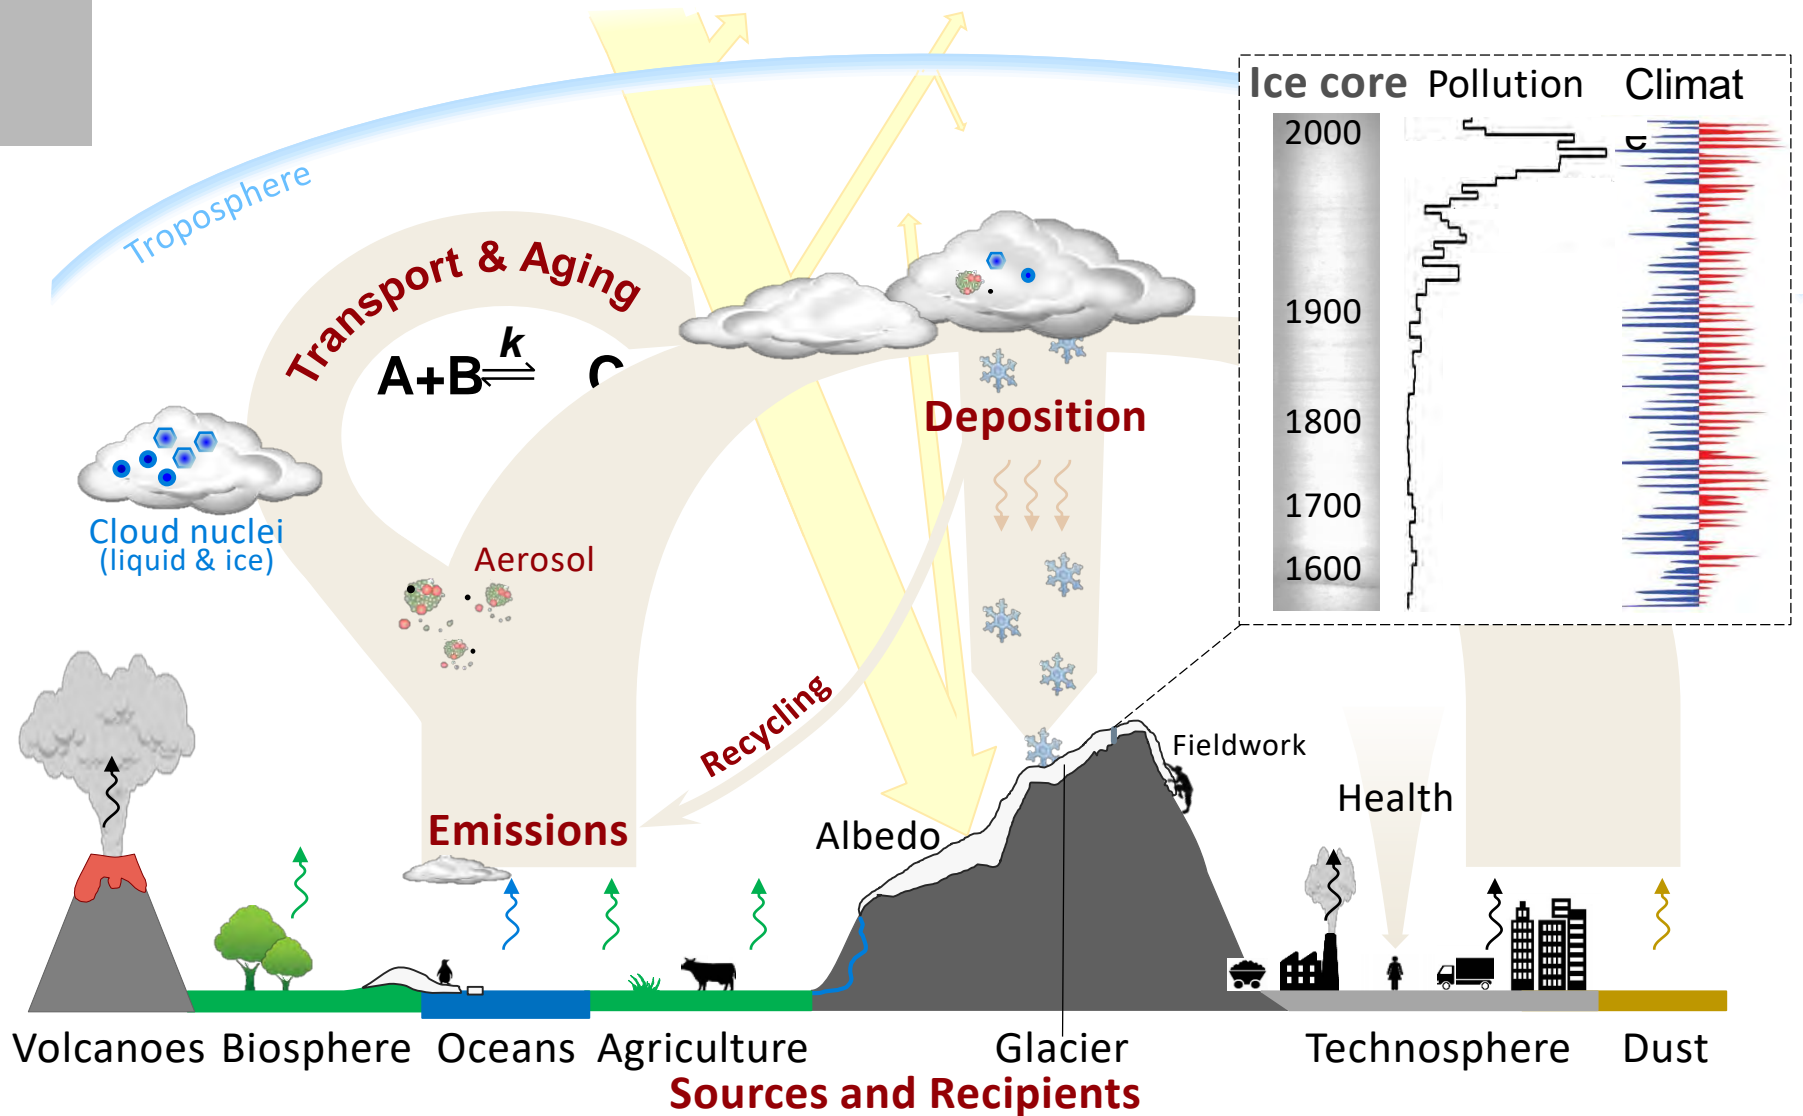 Troposphere
Transport & Aging
A+B k
Cloud nuclei
(liquid & ice)
Aerosol
Deposition
Recycling
Emissions
Albedo
Fieldwork
Health
Ice core Pollution Climat
e
2000
1900
1800
1700
1600
Volcanoes Biosphere Oceans Agriculture Glacier Technosphere Dust
Sources and Recipients